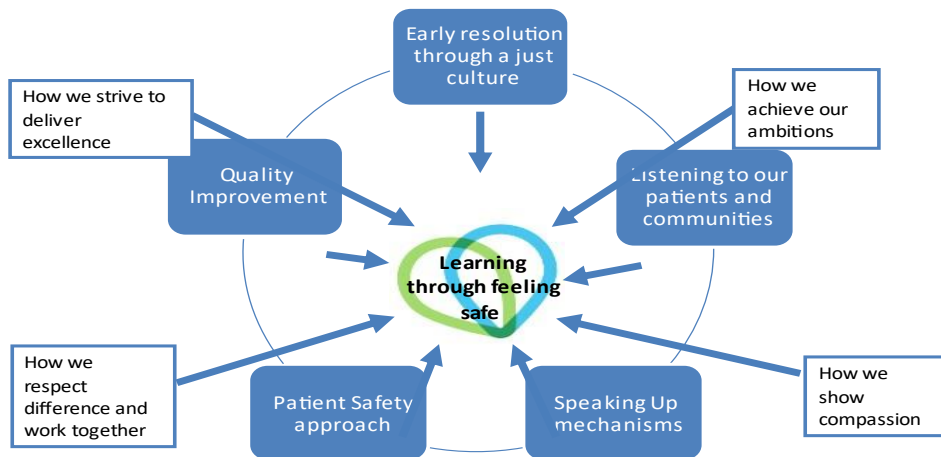 Early resolution
through a just
culture
How we strive to
deliver
excellence
How we
achieve our
ambitions
Quality
Improvement
Listening to our
patients and
communities
Learning
through feeling
safe
How we
respect
difference and
work together
Patient Safety
approach
Speaking Up
mechanisms
How we
show
compassion